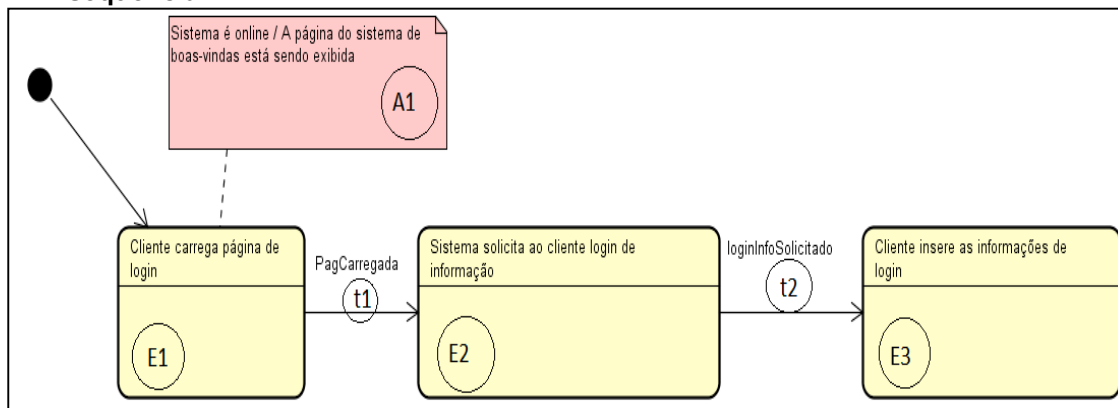 Sistema é online / A página do sistema de
boas-vindas está sendo exibida
A1
Cliente carrega página de
login
E1
PagCarregada
t1
Sistema solicita ao cliente login de
informação
E2
loginInfoSolicitado
t2
Cliente insere as informações de
login
E3